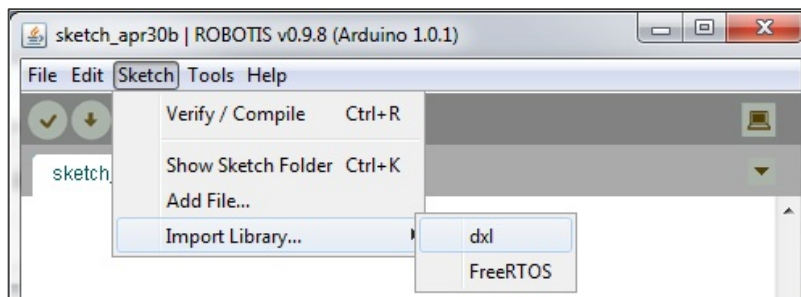 sketch_apr30b | ROBOTIS v0.9.8 (Arduino 1.0.1)
File Edit Sketch Tools Help
Verify / Compile Ctrl+R
sketch_
Show Sketch Folder Ctrl+K
Add File...
Import Library...
dxl
FreeRTOS